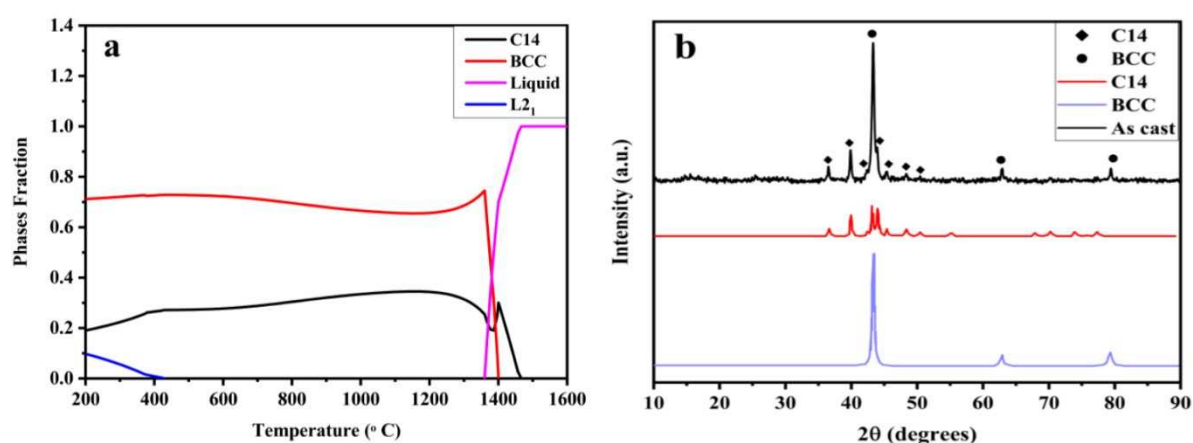 a
C14
BCC
Liquid
L2₁
Phases Fraction
1.4
1.2
1.0
0.8
0.6
0.4
0.2
0.0
200 400 600 800 1000 1200 1400 1600
Temperature (° C)
b
C14
BCC
C14
BCC
As cast
Intensity (a.u.)
10 20 30 40 50 60 70 80 90
2θ (degrees)